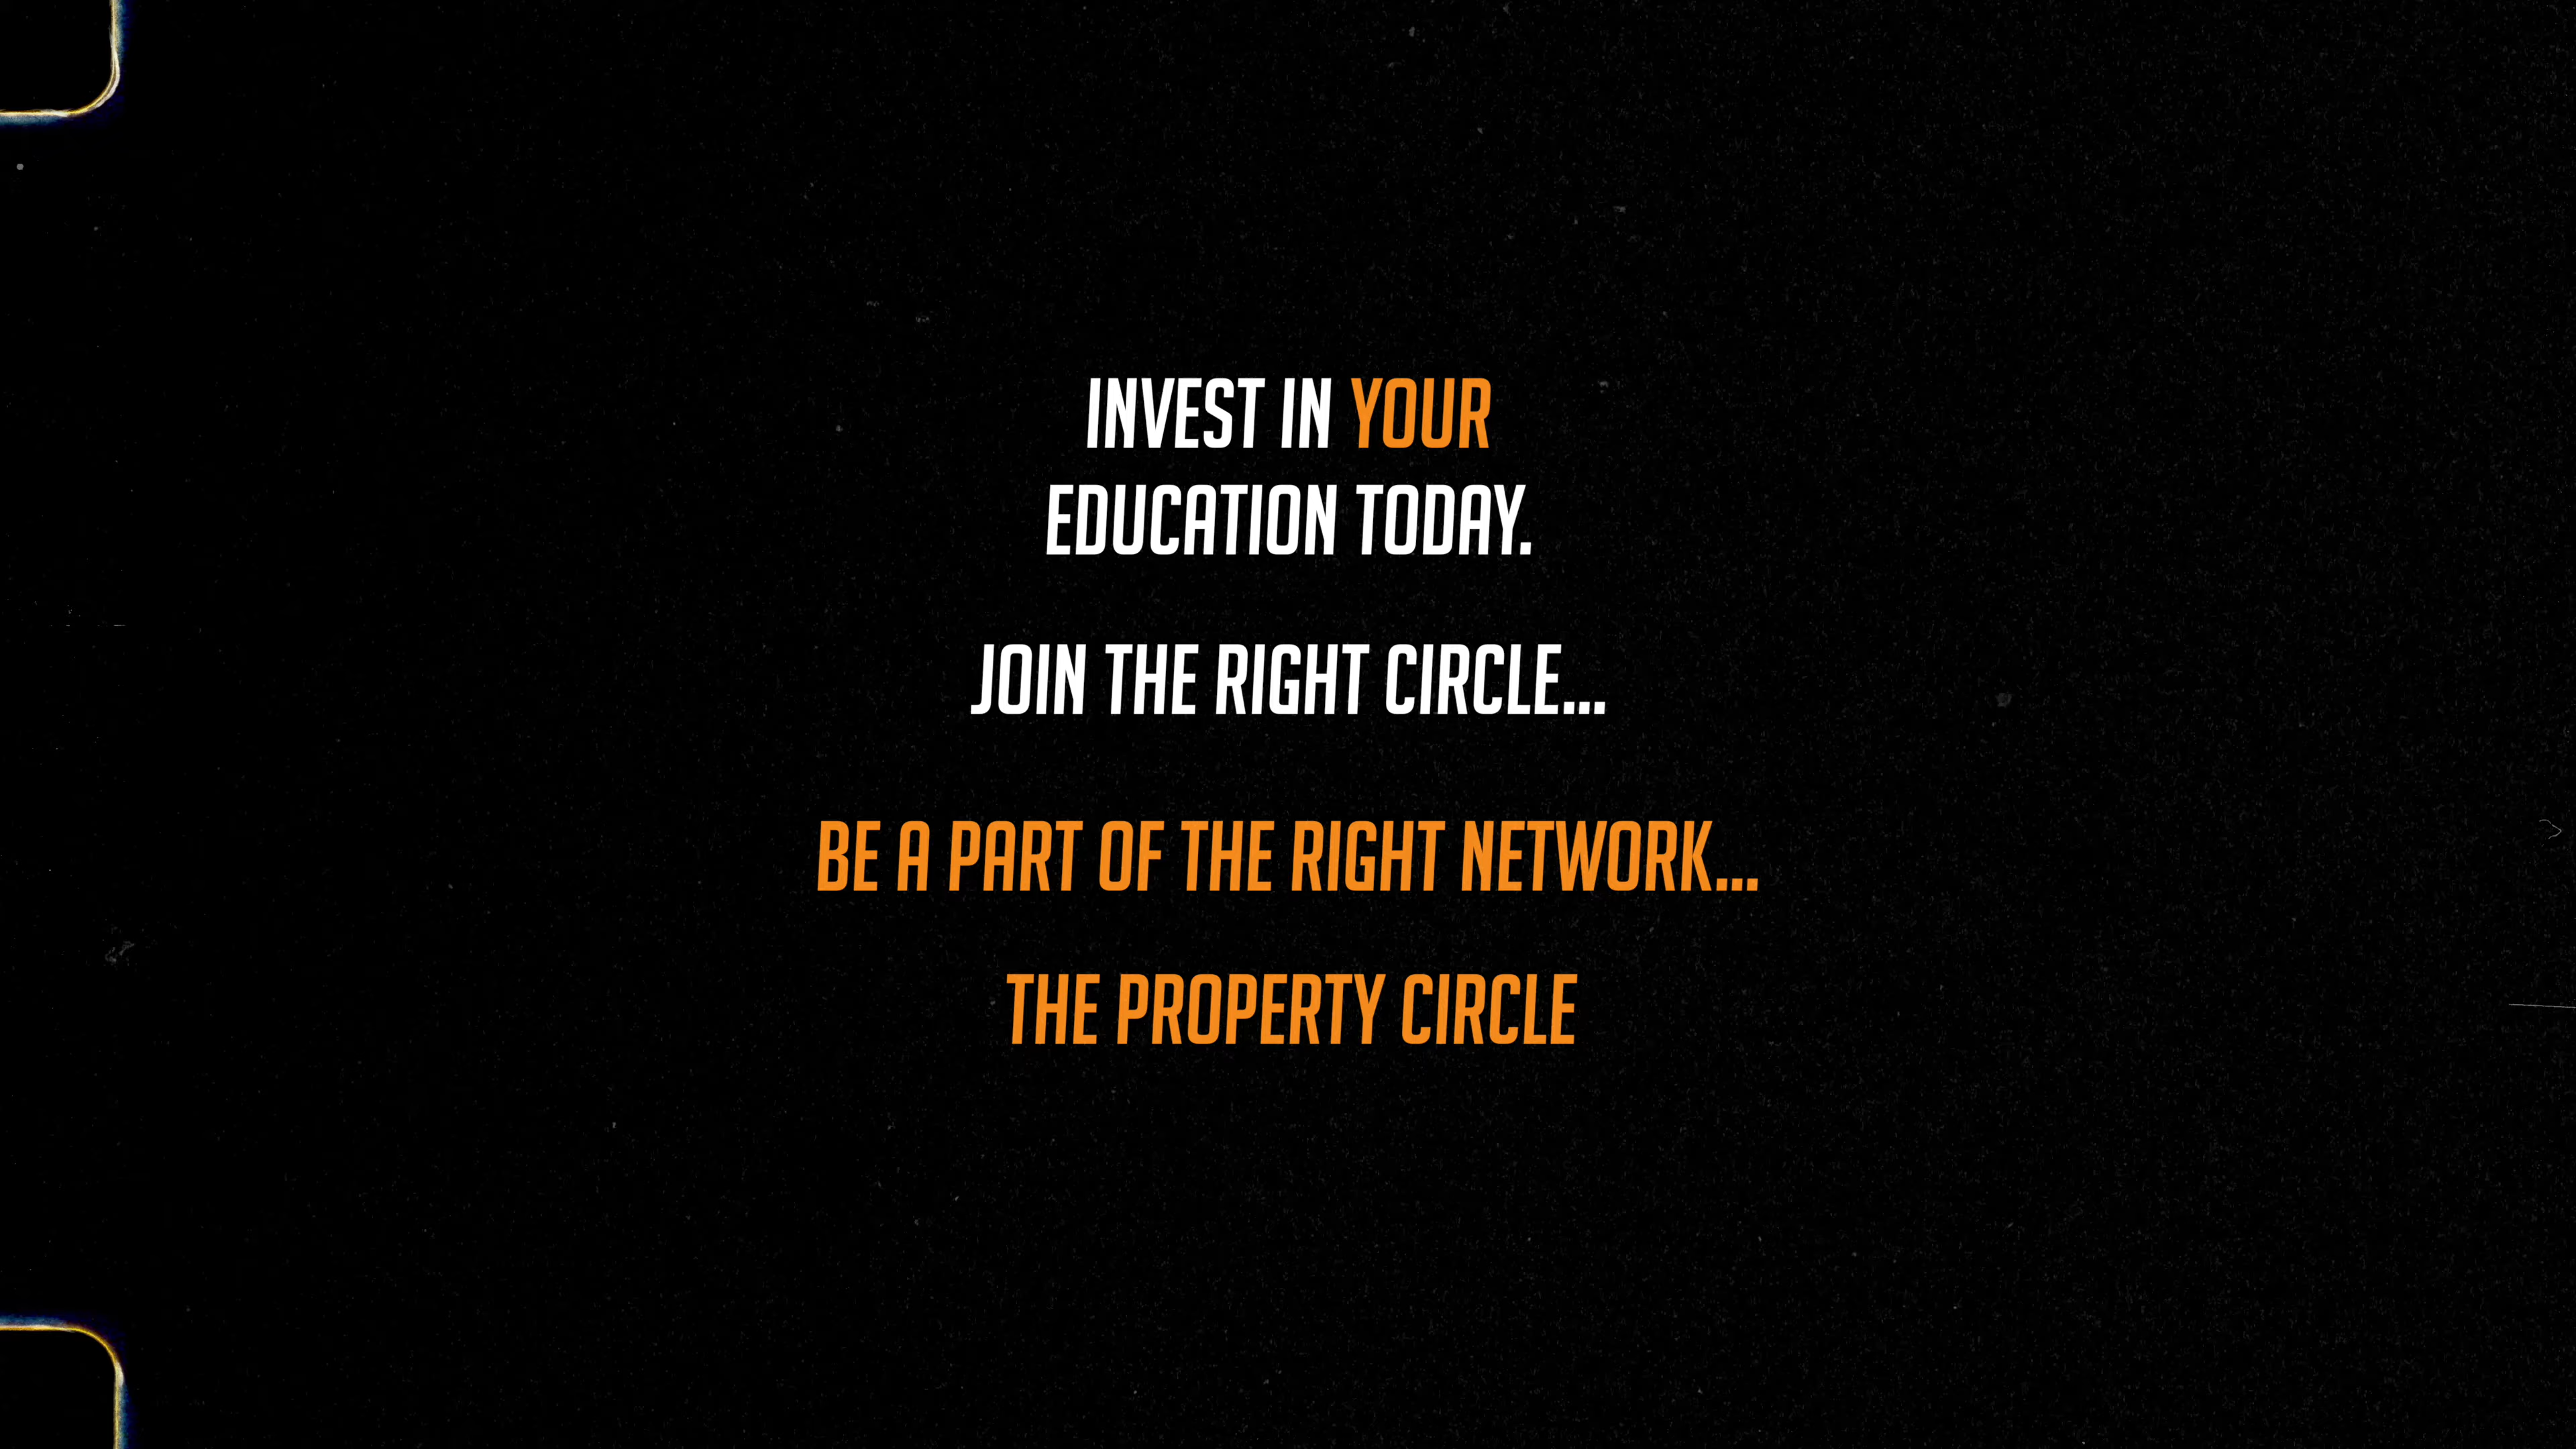 INVEST IN YOUR
EDUCATION TODAY.
JOIN THE RIGHT CIRCLE...
BE A PART OF THE RIGHT NETWORK...
THE PROPERTY CIRCLE